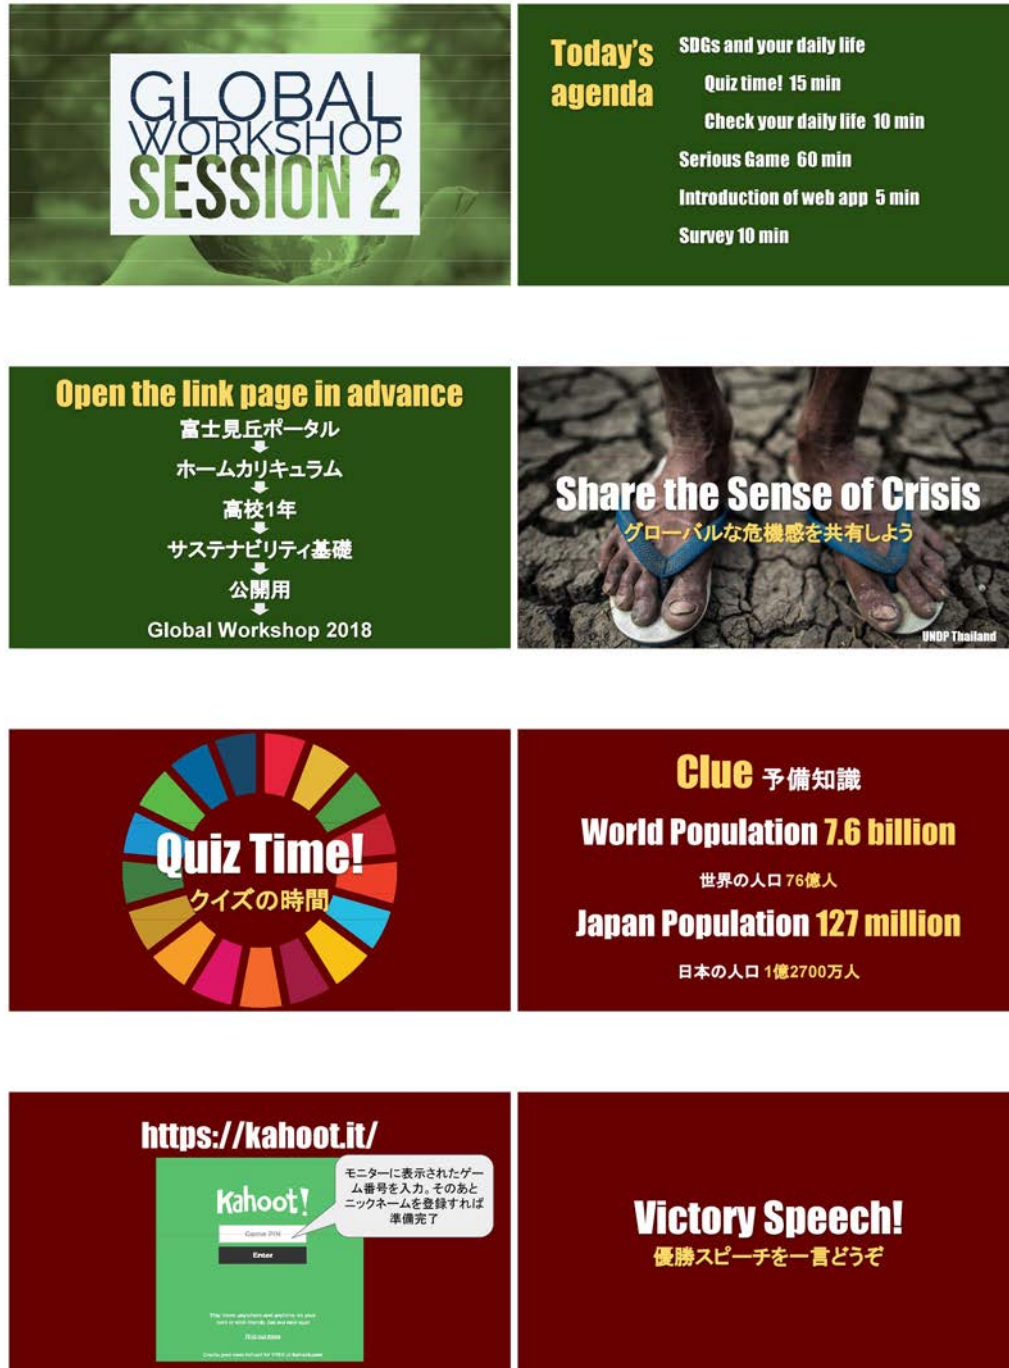 GLOBAL
WORKSHOP
SESSION 2
Today's
agenda
SDGs and your daily life
Quiz time! 15 min
Check your daily life 10 min
Serious Game 60 min
Introduction of web app 5 min
Survey 10 min
Open the link page in advance
富士見丘ポータル
ホームカリキュラム
高校1年
サステナビリティ基礎
公開用
Global Workshop 2018
Share the Sense of Crisis
グローバルな危機感を共有しよう
UNDP Thailand
Quiz Time!
クイズの時間
Clue 予備知識
World Population 7.6 billion
世界の人口 76億人
Japan Population 127 million
日本の人口 1億2700万人
https://kahoot.it/
モニターに表示されたゲー
ム番号を入力。そのあと
ニックネームを登録すれば
準備完了
Kahoot!
Game PIN
Enter
Victory Speech!
優勝スピーチを一言どうぞ